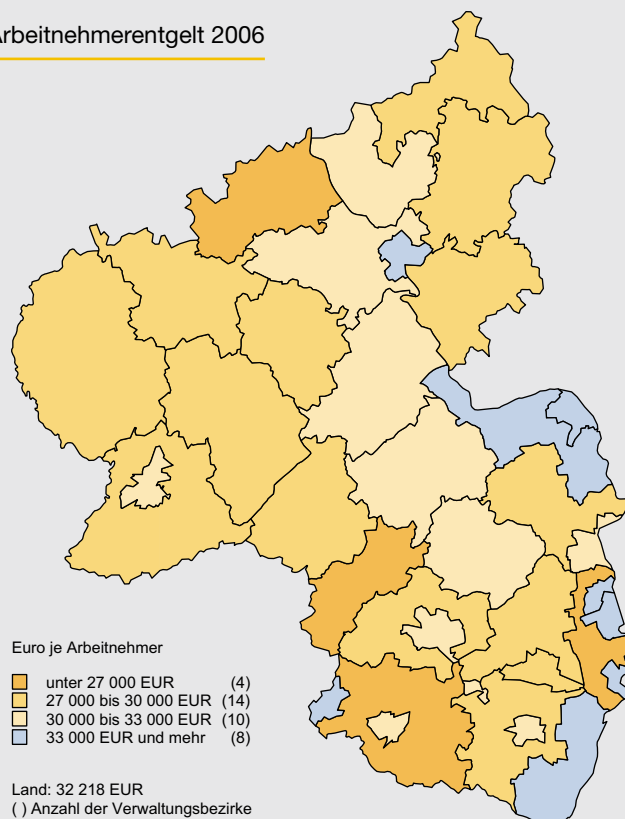 Arbeitnehmerentgelt 2006
Euro je Arbeitnehmer
unter 27 000 EUR (4)
27 000 bis 30 000 EUR (14)
30 000 bis 33 000 EUR (10)
33 000 EUR und mehr (8)
Land: 32 218 EUR
( ) Anzahl der Verwaltungsbezirke